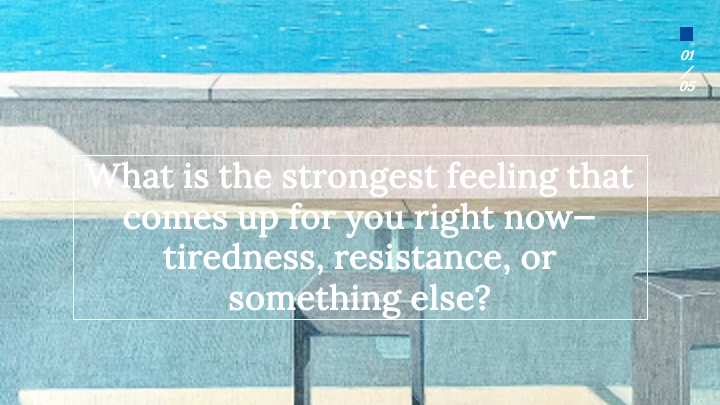 01
/
05
What is the strongest feeling that
comes up for you right now—
tiredness, resistance, or
something else?